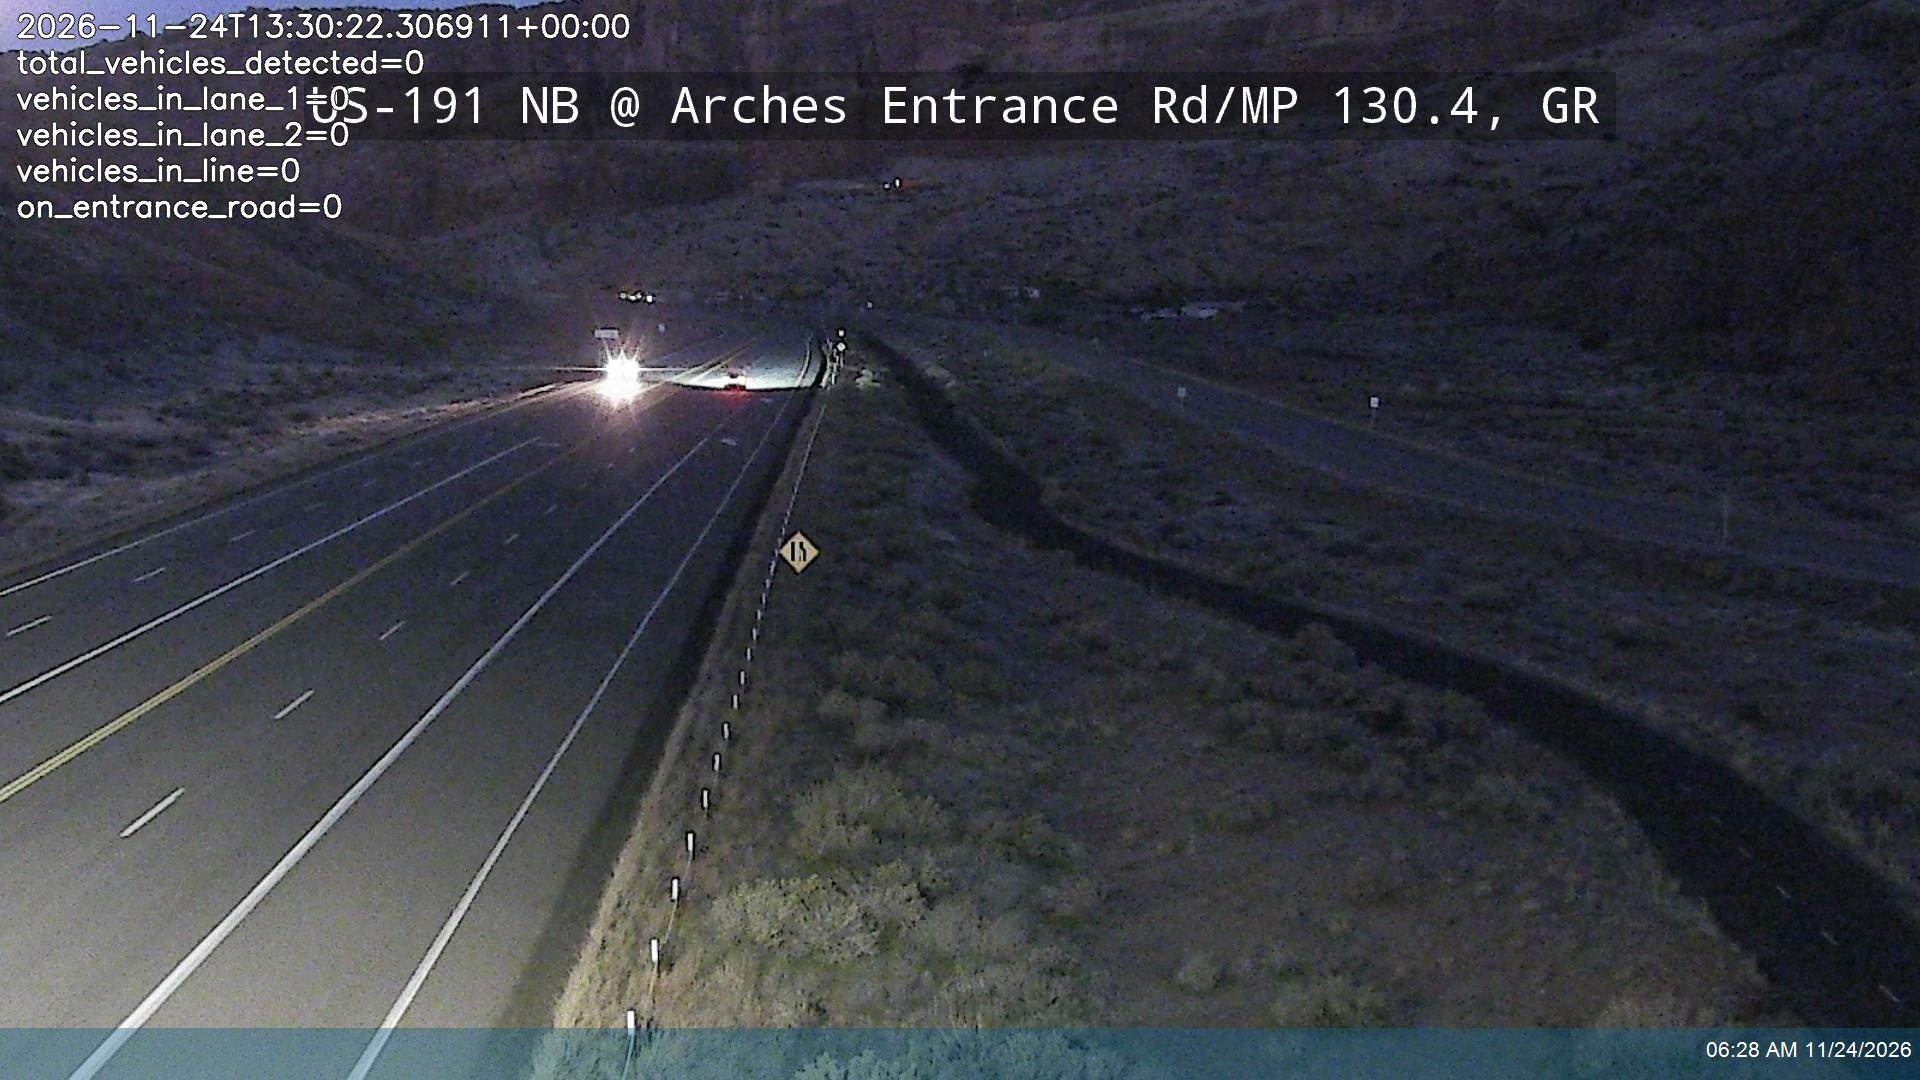 2026-11-24T13:30:22.306911+00:00
total_vehicles_detected=0
vehicles_in_lane_1=0
US-191 NB @ Arches Entrance Rd/MP 130.4, GR
vehicles_in_lane_2=0
vehicles_in_line=0
on_entrance_road=0
06:28 AM 11/24/2026